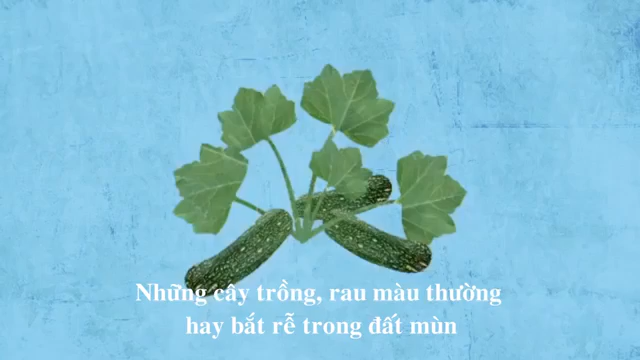 Những cây trồng, rau màu thường
hay bắt rễ trong đất mùn